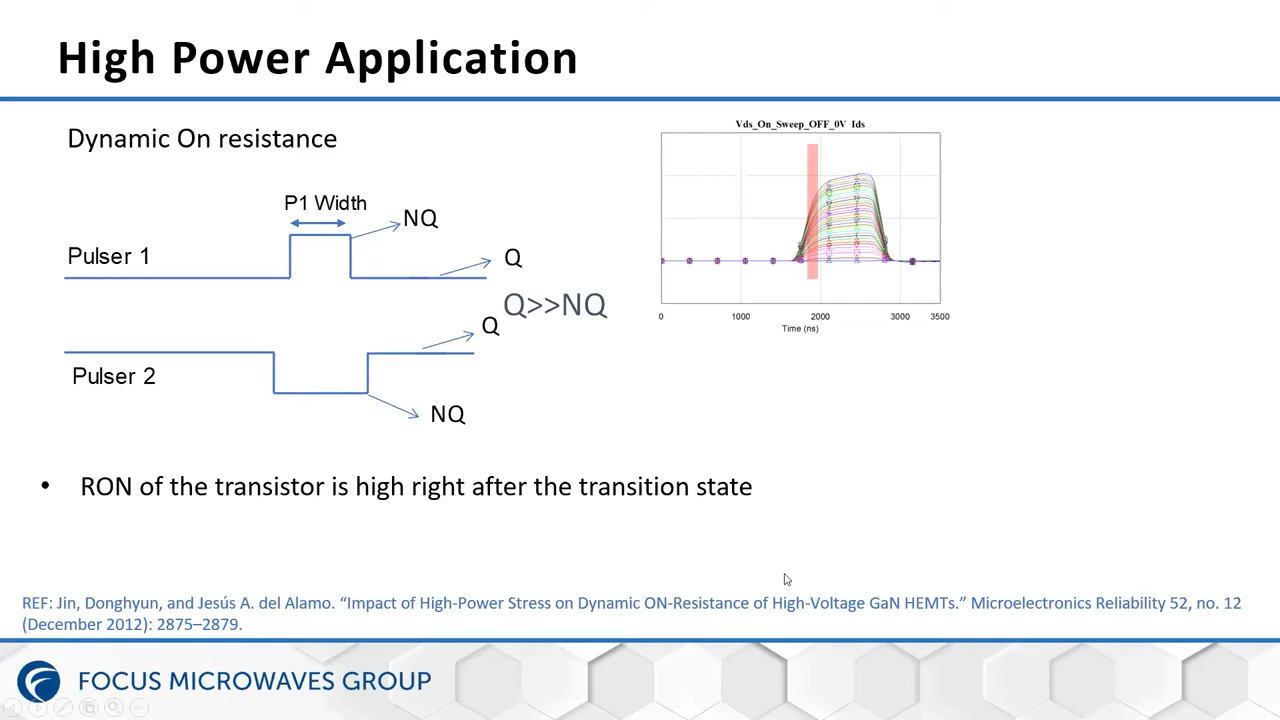 High Power Application
Dynamic On resistance
P1 Width
NQ
Pulser 1
Q
Q>>NQ
Q
Pulser 2
NQ
Vds_On_Sweep_OFF_0V Ids
0 1000 2000 3000 3500
Time (ns)
• RON of the transistor is high right after the transition state
REF: Jin, Donghyun, and Jesús A. del Alamo. “Impact of High-Power Stress on Dynamic ON-Resistance of High-Voltage GaN HEMTs.” Microelectronics Reliability 52, no. 12
(December 2012): 2875–2879.
FOCUS MICROWAVES GROUP